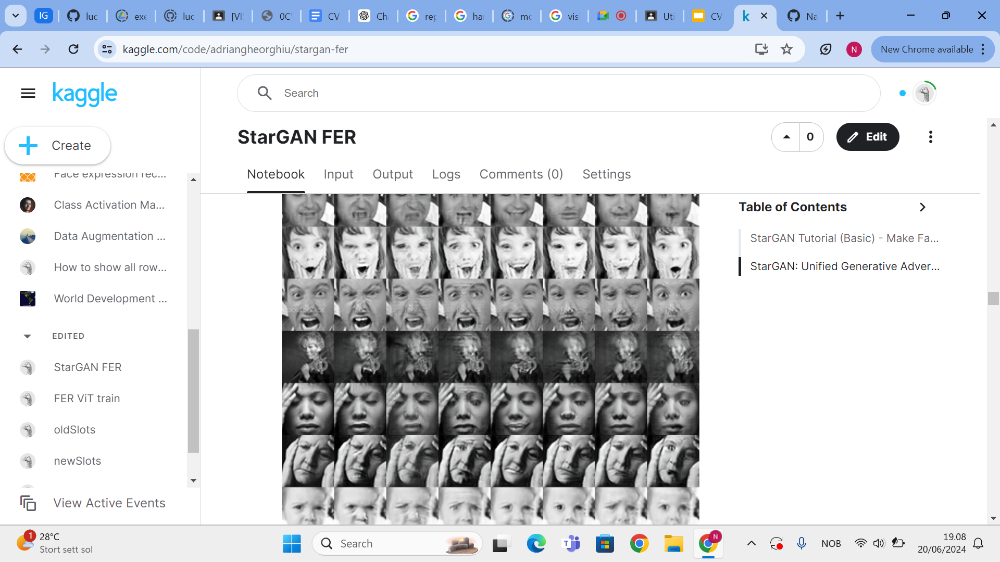 IG
luc
exe
luc
[VI
0C
CV
Ch
rep
har
mo
vis
Uti
CV
Na
kaggle.com/code/adriangheorghiu/stargan-fer
N
New Chrome available
kaggle
Search
Create
StarGAN FER
0
Edit
Notebook
Input
Output
Logs
Comments (0)
Settings
Face expression rec...
Class Activation Ma...
Data Augmentation ...
How to show all row...
World Development ...
EDITED
StarGAN FER
FER ViT train
oldSlots
newSlots
View Active Events
Table of Contents
StarGAN Tutorial (Basic) - Make Fa...
StarGAN: Unified Generative Adver...
1
28°C
Stort sett sol
Search
T
N
NOB
19.08
20/06/2024